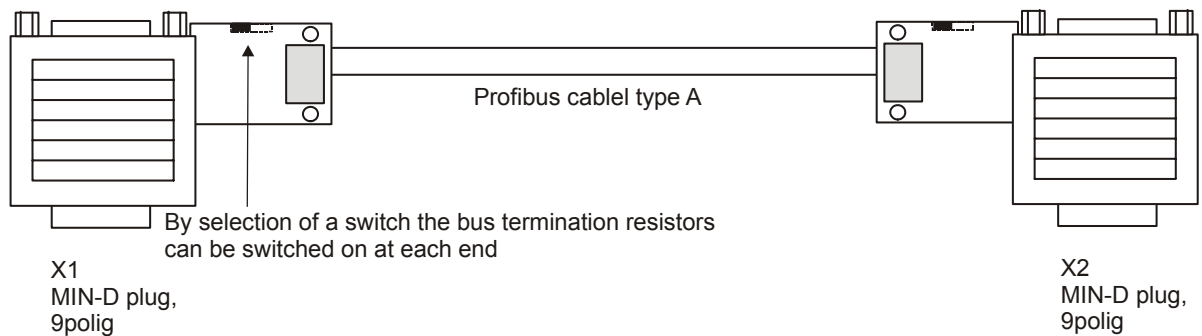 Profibus cablel type A
By selection of a switch the bus termination resistors
can be switched on at each end
X1
MIN-D plug,
9polig
X2
MIN-D plug,
9polig